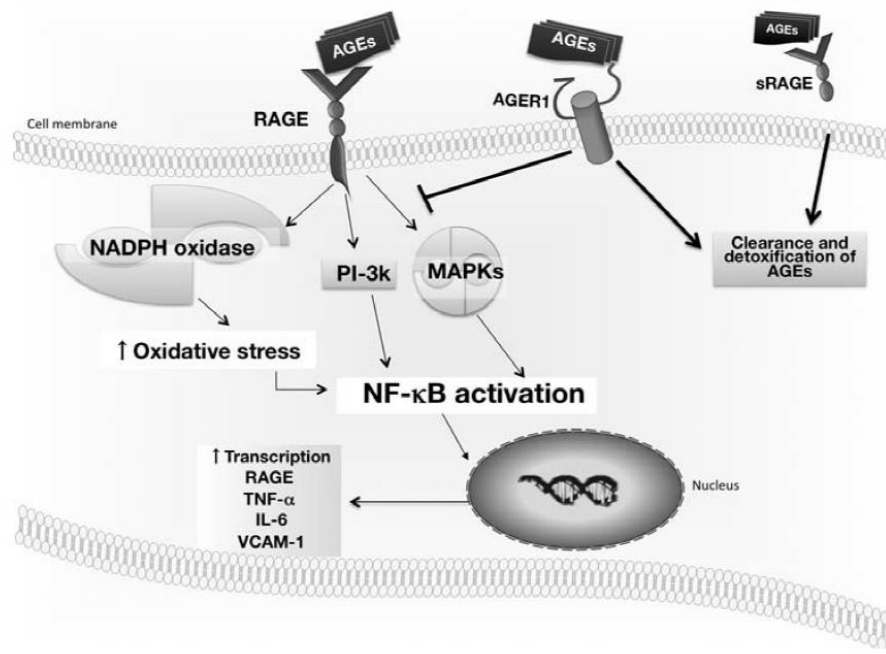 AGEs
AGEs
AGEs
sRAGE
AGER1
RAGE
Cell membrane
NADPH oxidase
PI-3k
MAPKs
Clearance and
detoxification of
AGEs
↑ Oxidative stress
NF-κB activation
↑ Transcription
RAGE
TNF-α
IL-6
VCAM-1
Nucleus